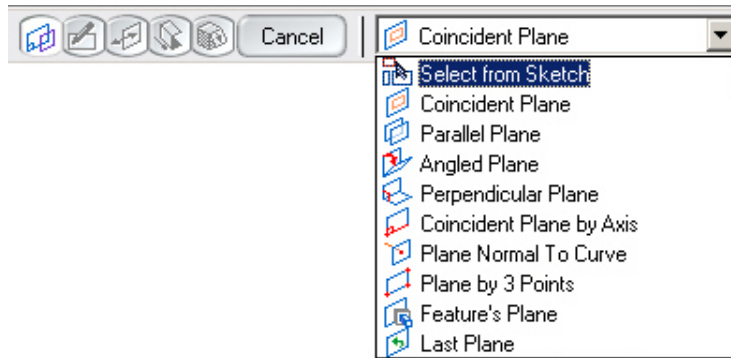 Cancel
Coincident Plane
Select from Sketch
Coincident Plane
Parallel Plane
Angled Plane
Perpendicular Plane
Coincident Plane by Axis
Plane Normal To Curve
Plane by 3 Points
Feature's Plane
Last Plane